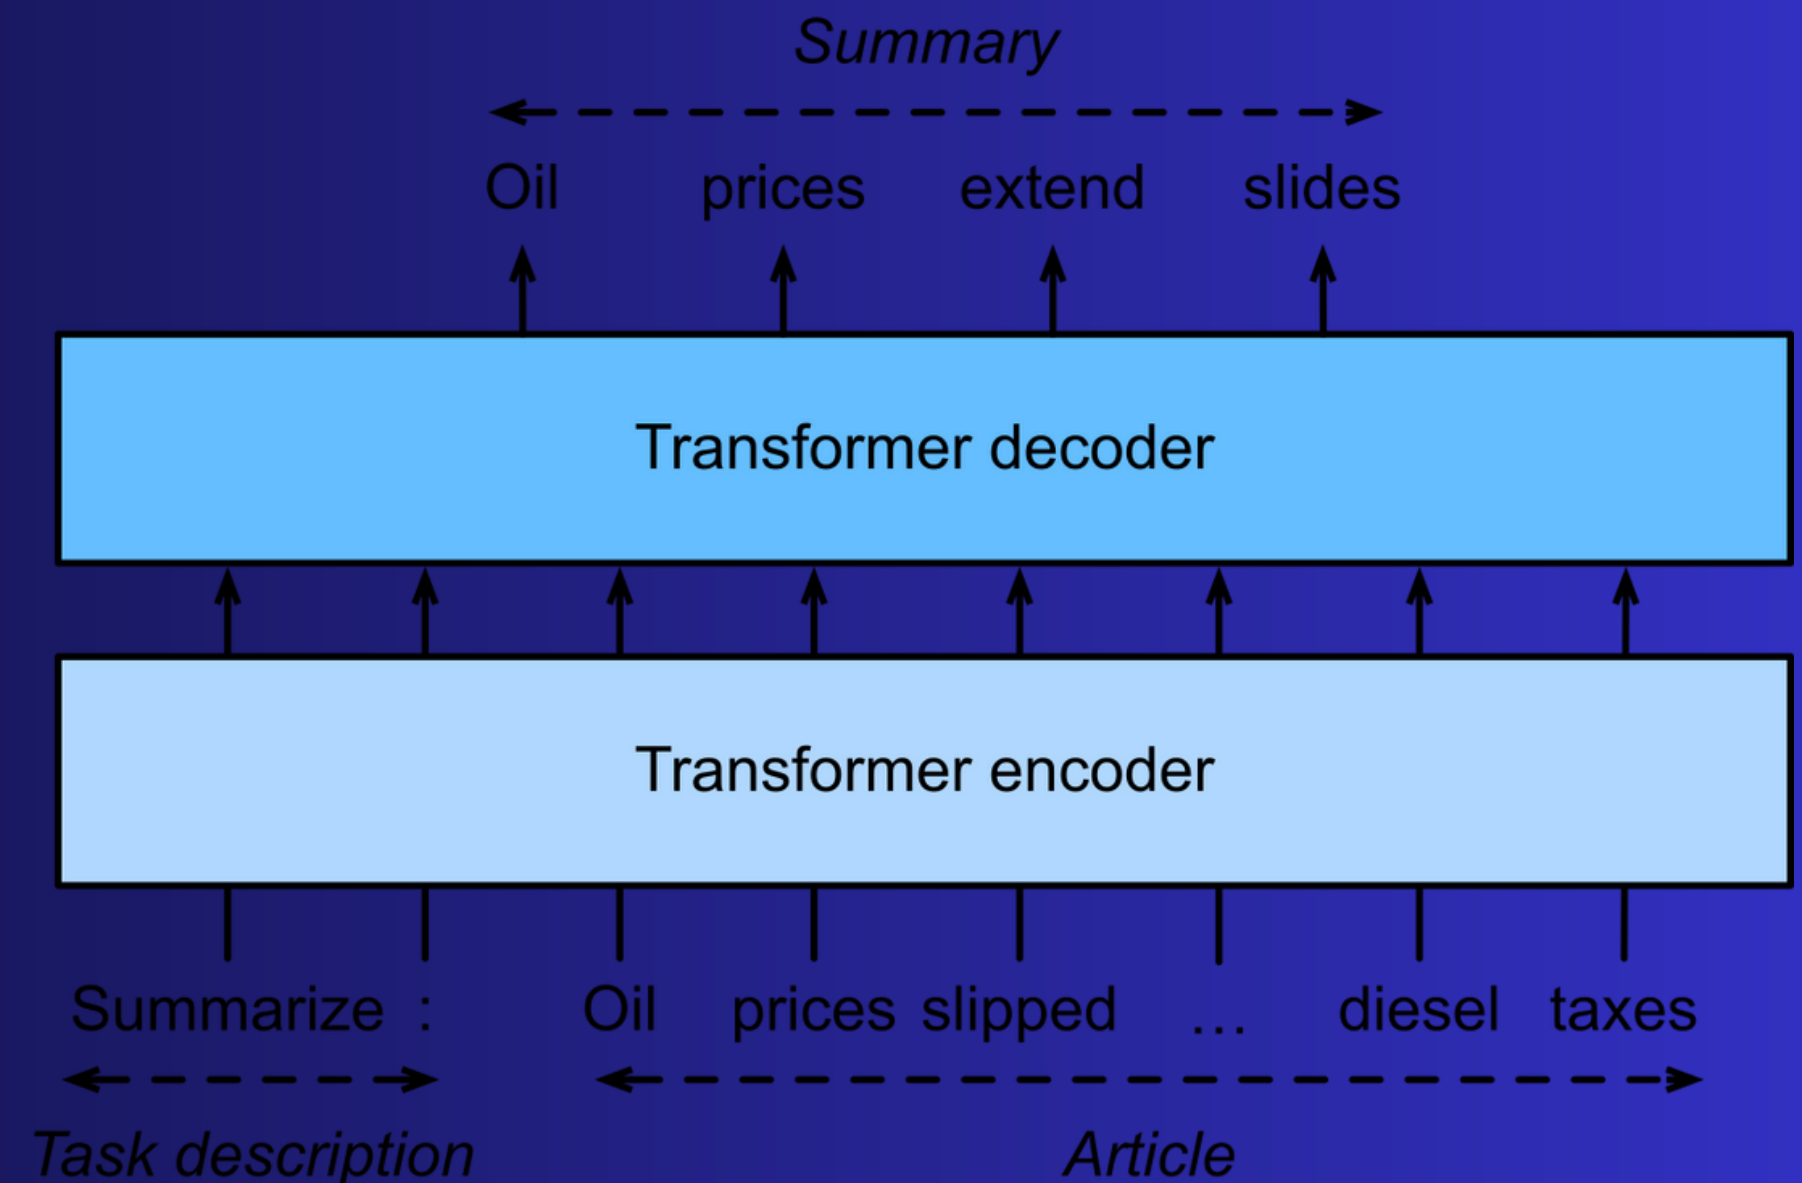 Summary
Oil prices extend slides
Transformer decoder
Transformer encoder
Summarize : Oil prices slipped … diesel taxes
Task description Article